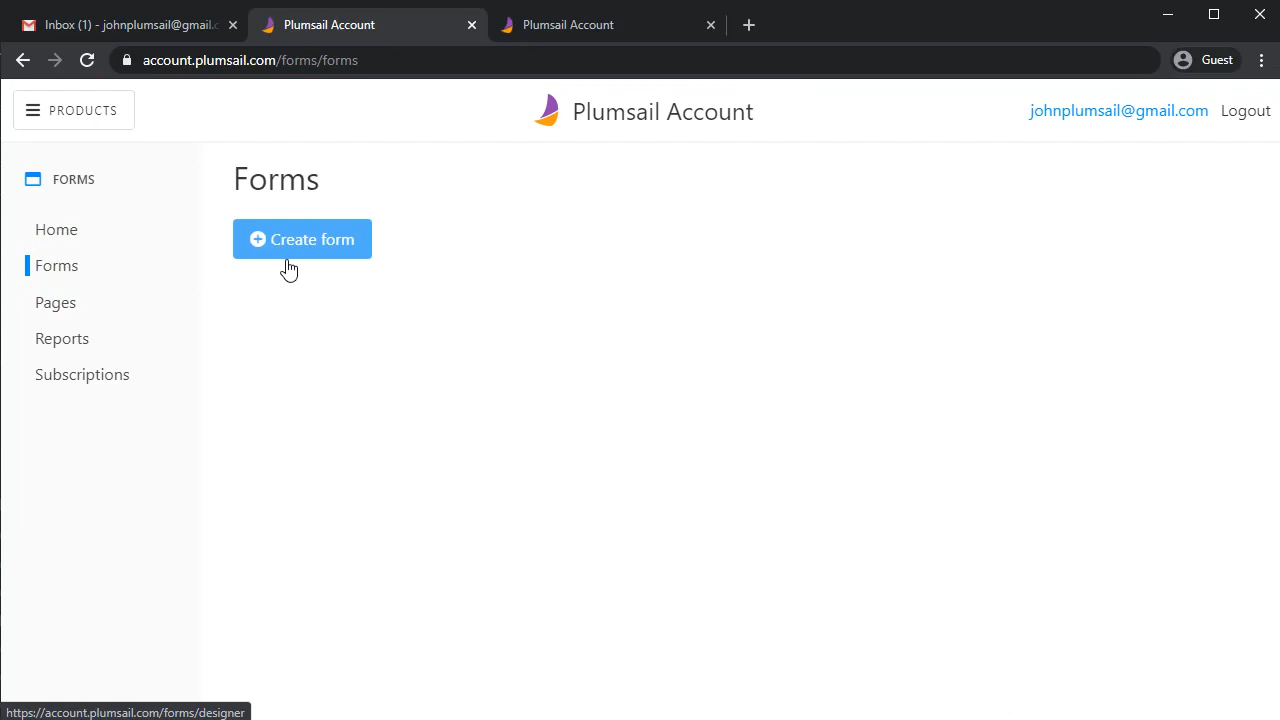 Inbox (1) - johnplumsail@gmail.c
Plumsail Account
Plumsail Account
account.plumsail.com/forms/forms
Guest
PRODUCTS
Plumsail Account
johnplumsail@gmail.com
Logout
FORMS
Home
Forms
Pages
Reports
Subscriptions
Forms
Create form
https://account.plumsail.com/forms/designer